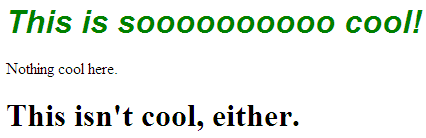 This is soooooooooo cool!
Nothing cool here.
This isn't cool, either.